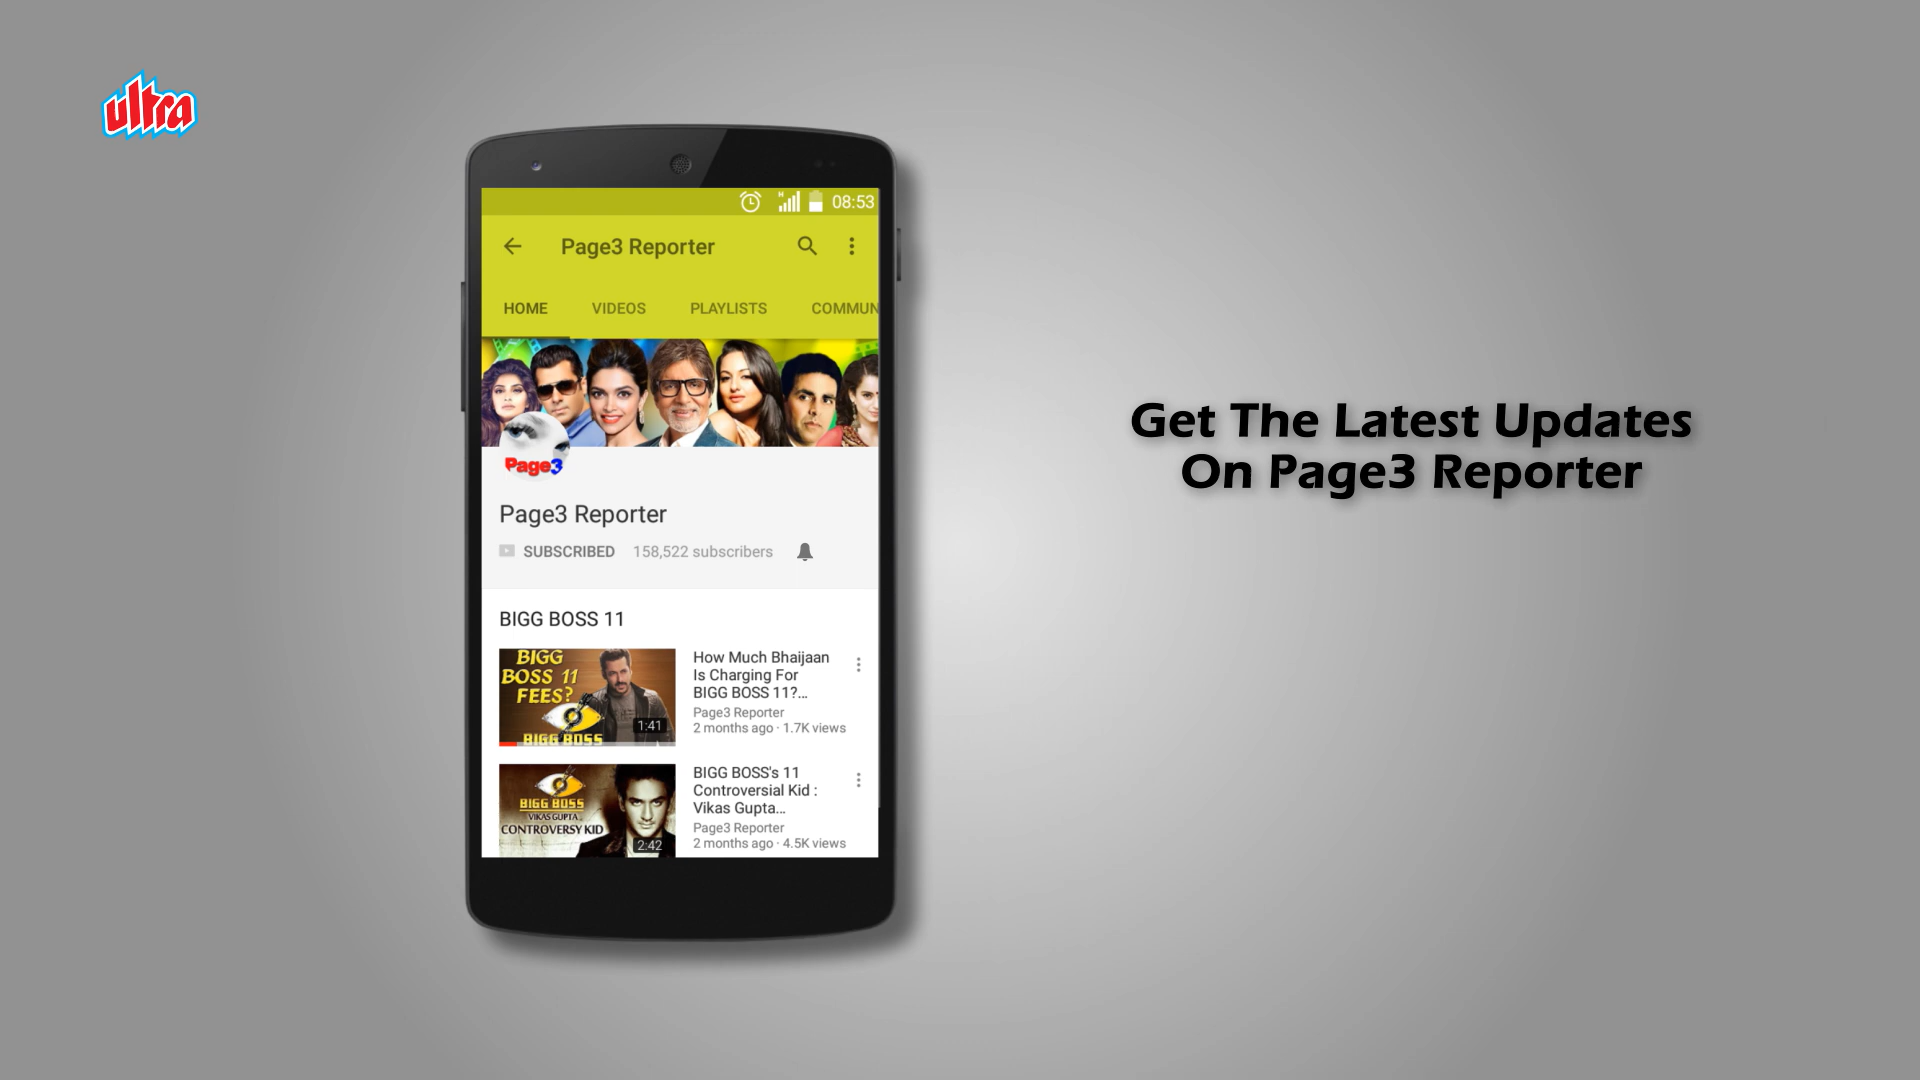 ultra
08:53
Page3 Reporter
HOME VIDEOS PLAYLISTS COMMUN
Page3
Page3 Reporter
SUBSCRIBED 158,522 subscribers
BIGG BOSS 11
BIGG
BOSS 11
FEES?
BIGG BOSS
1:41
How Much Bhaijaan
Is Charging For
BIGG BOSS 11?...
Page3 Reporter
2 months ago · 1.7K views
BIGG BOSS
VIKAS GUPTA
CONTROVERSY KID
2:42
BIGG BOSS's 11
Controversial Kid :
Vikas Gupta...
Page3 Reporter
2 months ago · 4.5K views
Get The Latest Updates
On Page3 Reporter